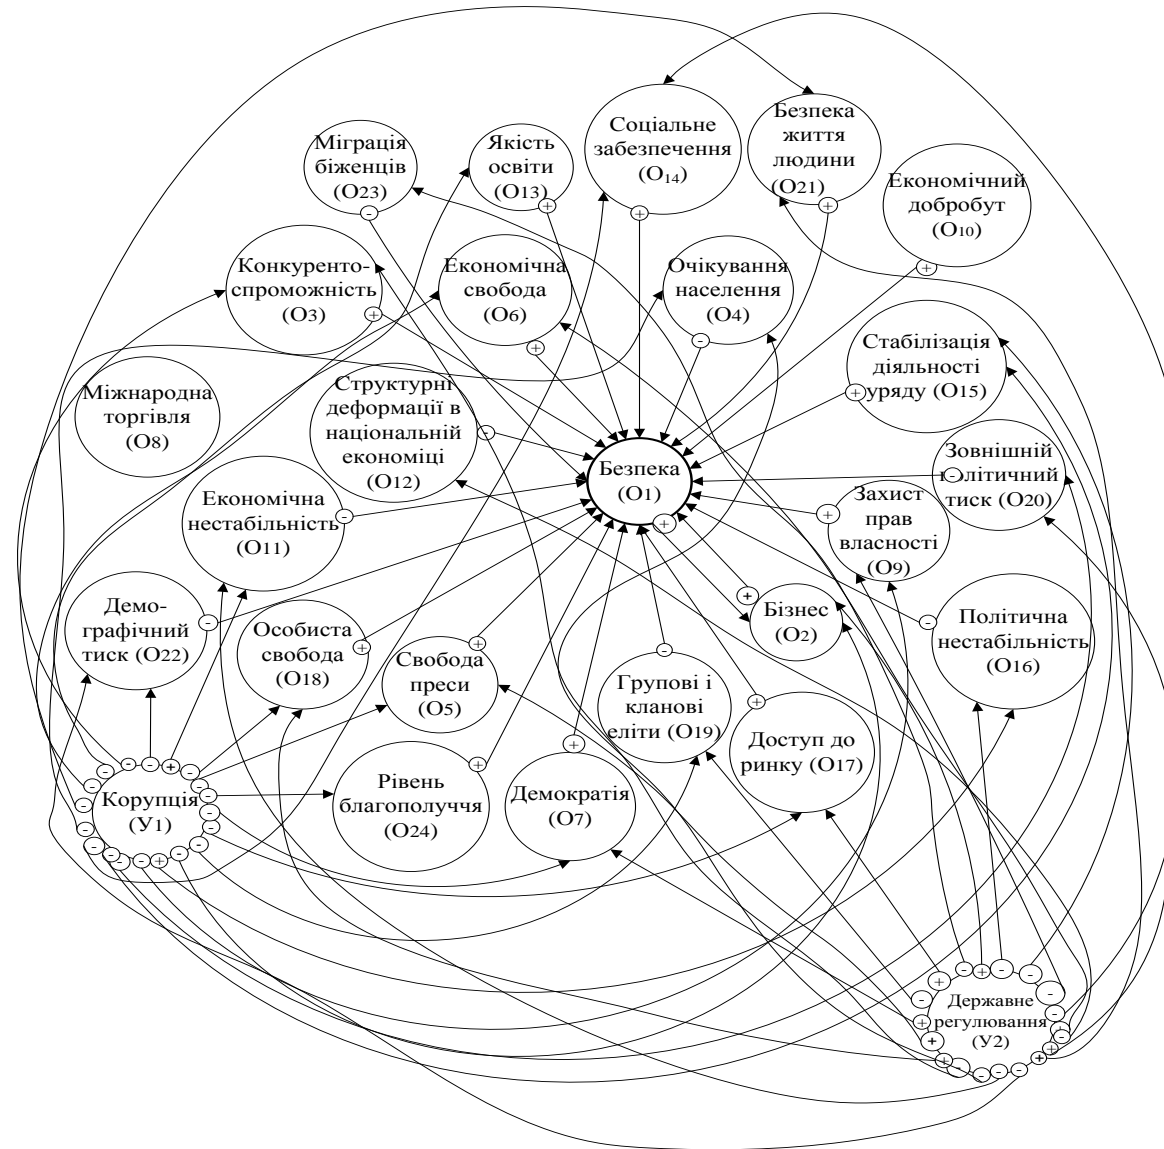 Міграція
біженців
(О23)
Якість
освіти
(О13)
Соціальне
забезпечення
(О14)
Безпека
життя
людини
(О21)
Економічний
добробут
(О10)
Конкуренто-
спроможність
(О3)
Економічна
свобода
(О6)
Очікування
населення
(О4)
Стабілізація
діяльності
уряду (О15)
Міжнародна
торгівля
(О8)
Структурні
деформації в
національній
економіці
(О12)
Безпека
(О1)
Зовнішній
політичний
тиск (О20)
Економічна
нестабільність
(О11)
Захист
прав
власності
(О9)
Демо-
графічний
тиск (О22)
Особиста
свобода
(О18)
Свобода
преси
(О5)
Групові і
кланові
еліти (О19)
Бізнес
(О2)
Політична
нестабільність
(О16)
Доступ до
ринку (О17)
Корупція
(У1)
Рівень
благополуччя
(О24)
Демократія
(О7)
Державне
регулювання
(У2)